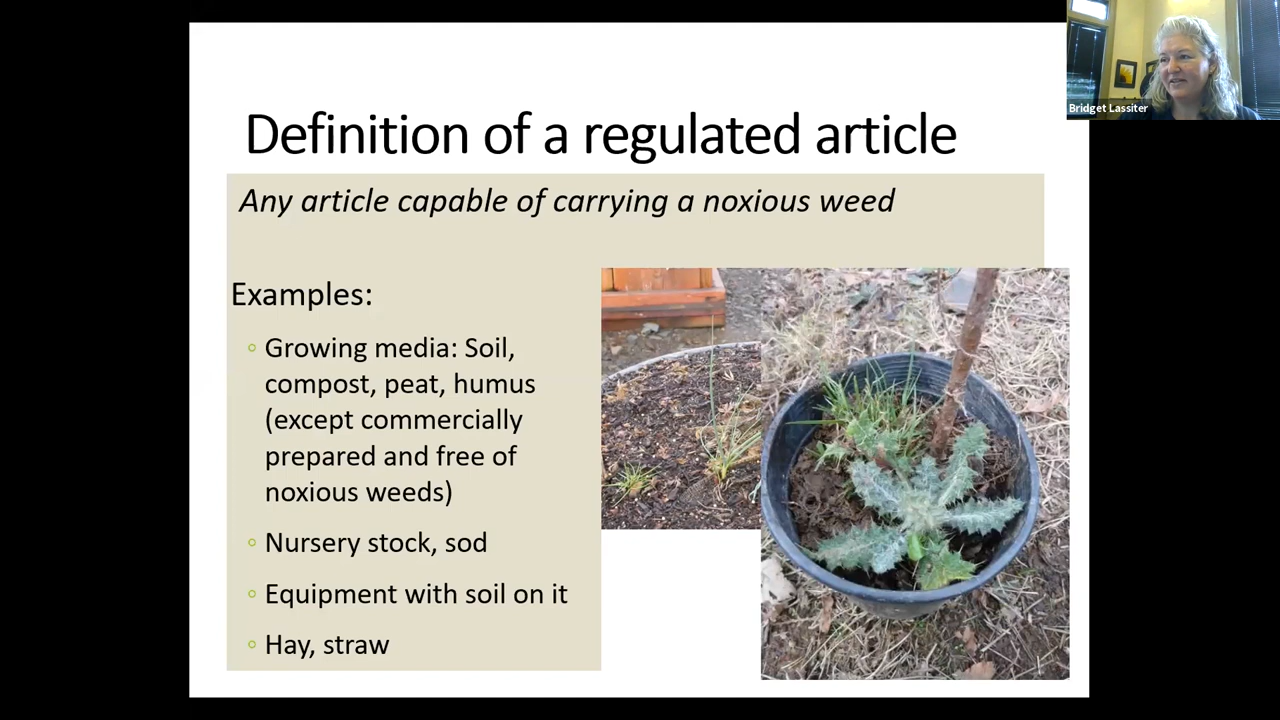 Bridget Lassiter
Definition of a regulated article
Any article capable of carrying a noxious weed
Examples:
◦ Growing media: Soil,
compost, peat, humus
(except commercially
prepared and free of
noxious weeds)
◦ Nursery stock, sod
◦ Equipment with soil on it
◦ Hay, straw